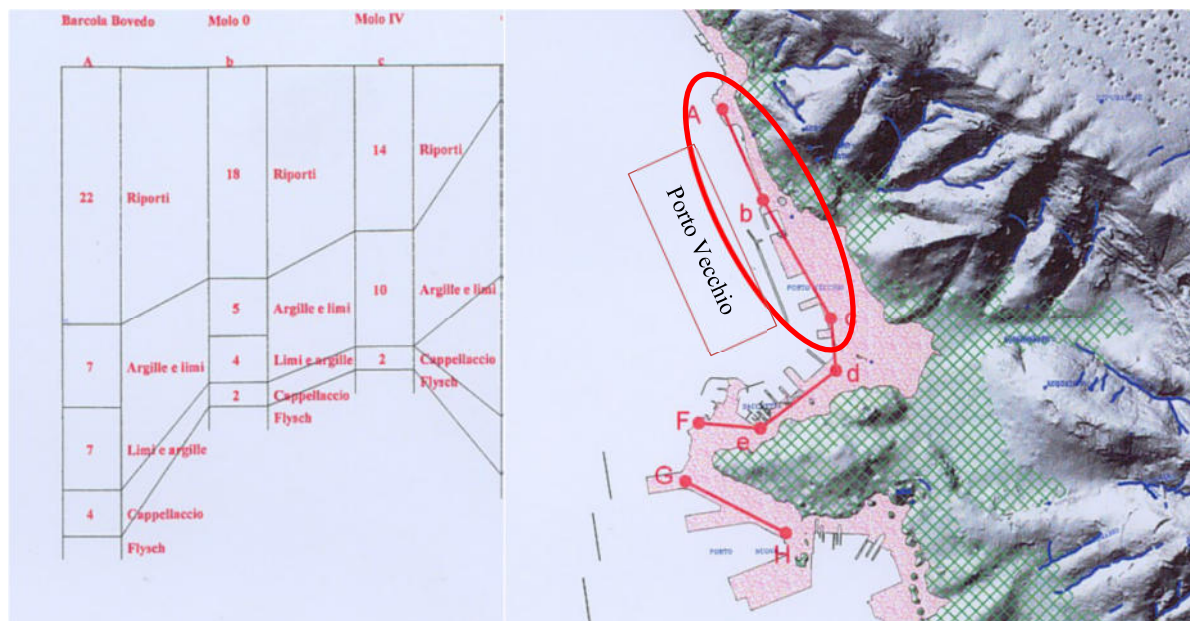 Barcola Bovedo Molo 0 Molo IV
A b c
22 Riporti 18 Riporti 14 Riporti
7 Argille e limi 5 Argille e limi 10 Argille e limi
7 Limi e argille 4 Limi e argille 2 Cappellaccio
4 Cappellaccio 2 Cappellaccio Flysch
Flysch Flysch
A
b
Porto Vecchio
c
d
F
e
G
H
PORTO